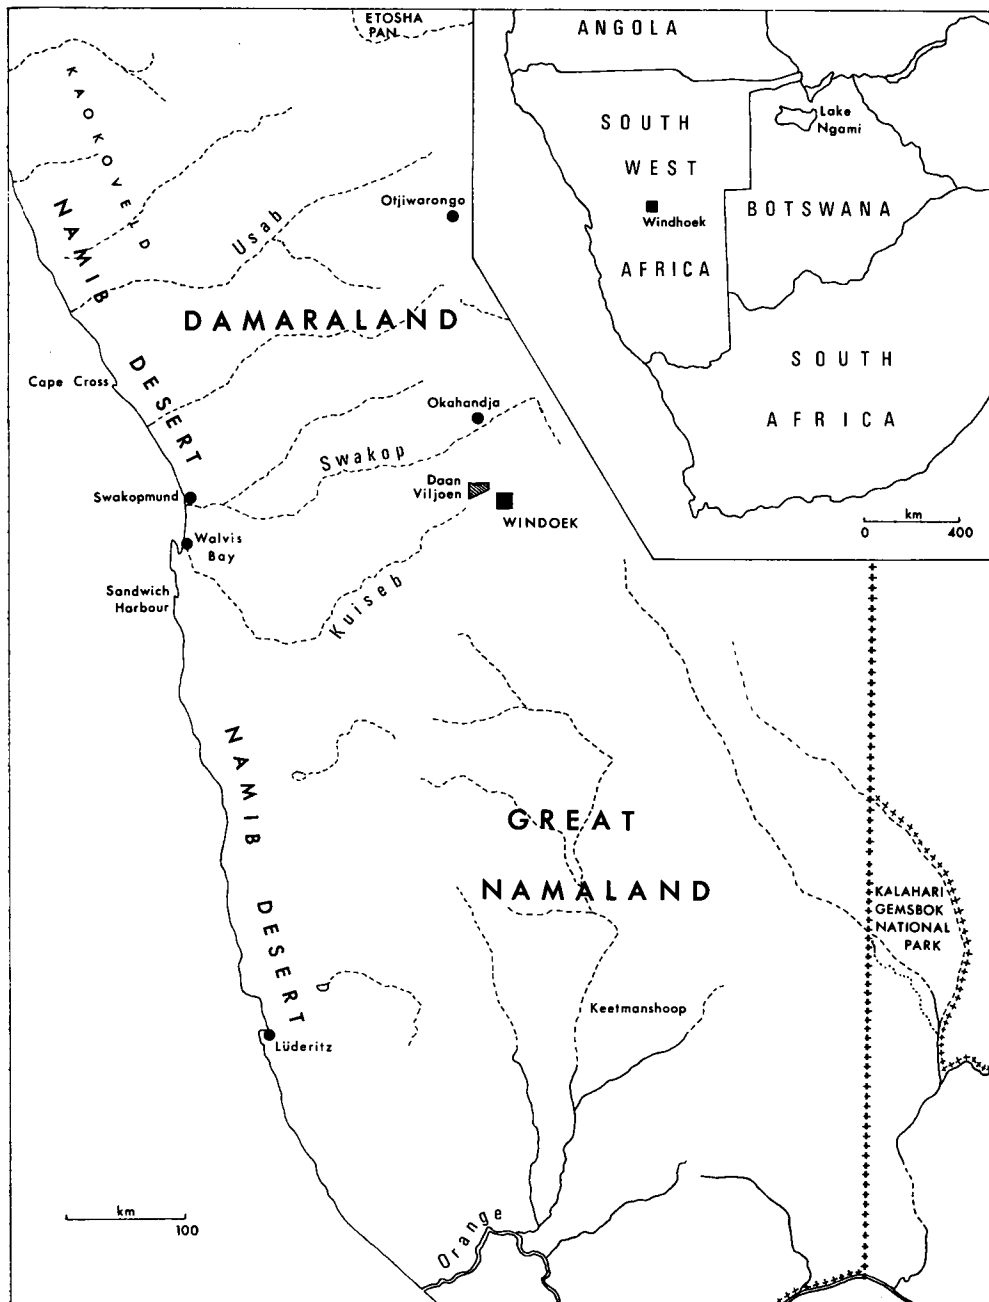 ETOSHA
PAN
KAOKOVELD
NAMIB DESERT
Usab
Otjiwarongo
DAMARALAND
Cape Cross
Okahandja
Swakop
Daan
Viljoen
WINDOEK
Swakopmund
Walvis
Bay
Sandwich
Harbour
Kuiseb
NAMIB DESERT
GREAT
NAMALAND
KALAHARI
GEMSBOK
NATIONAL
PARK
Keetmanshoop
Lüderitz
km
100
Orange
ANGOLA
SOUTH
WEST
AFRICA
Windhoek
Lake
Ngami
BOTSWANA
SOUTH
AFRICA
km
0 400